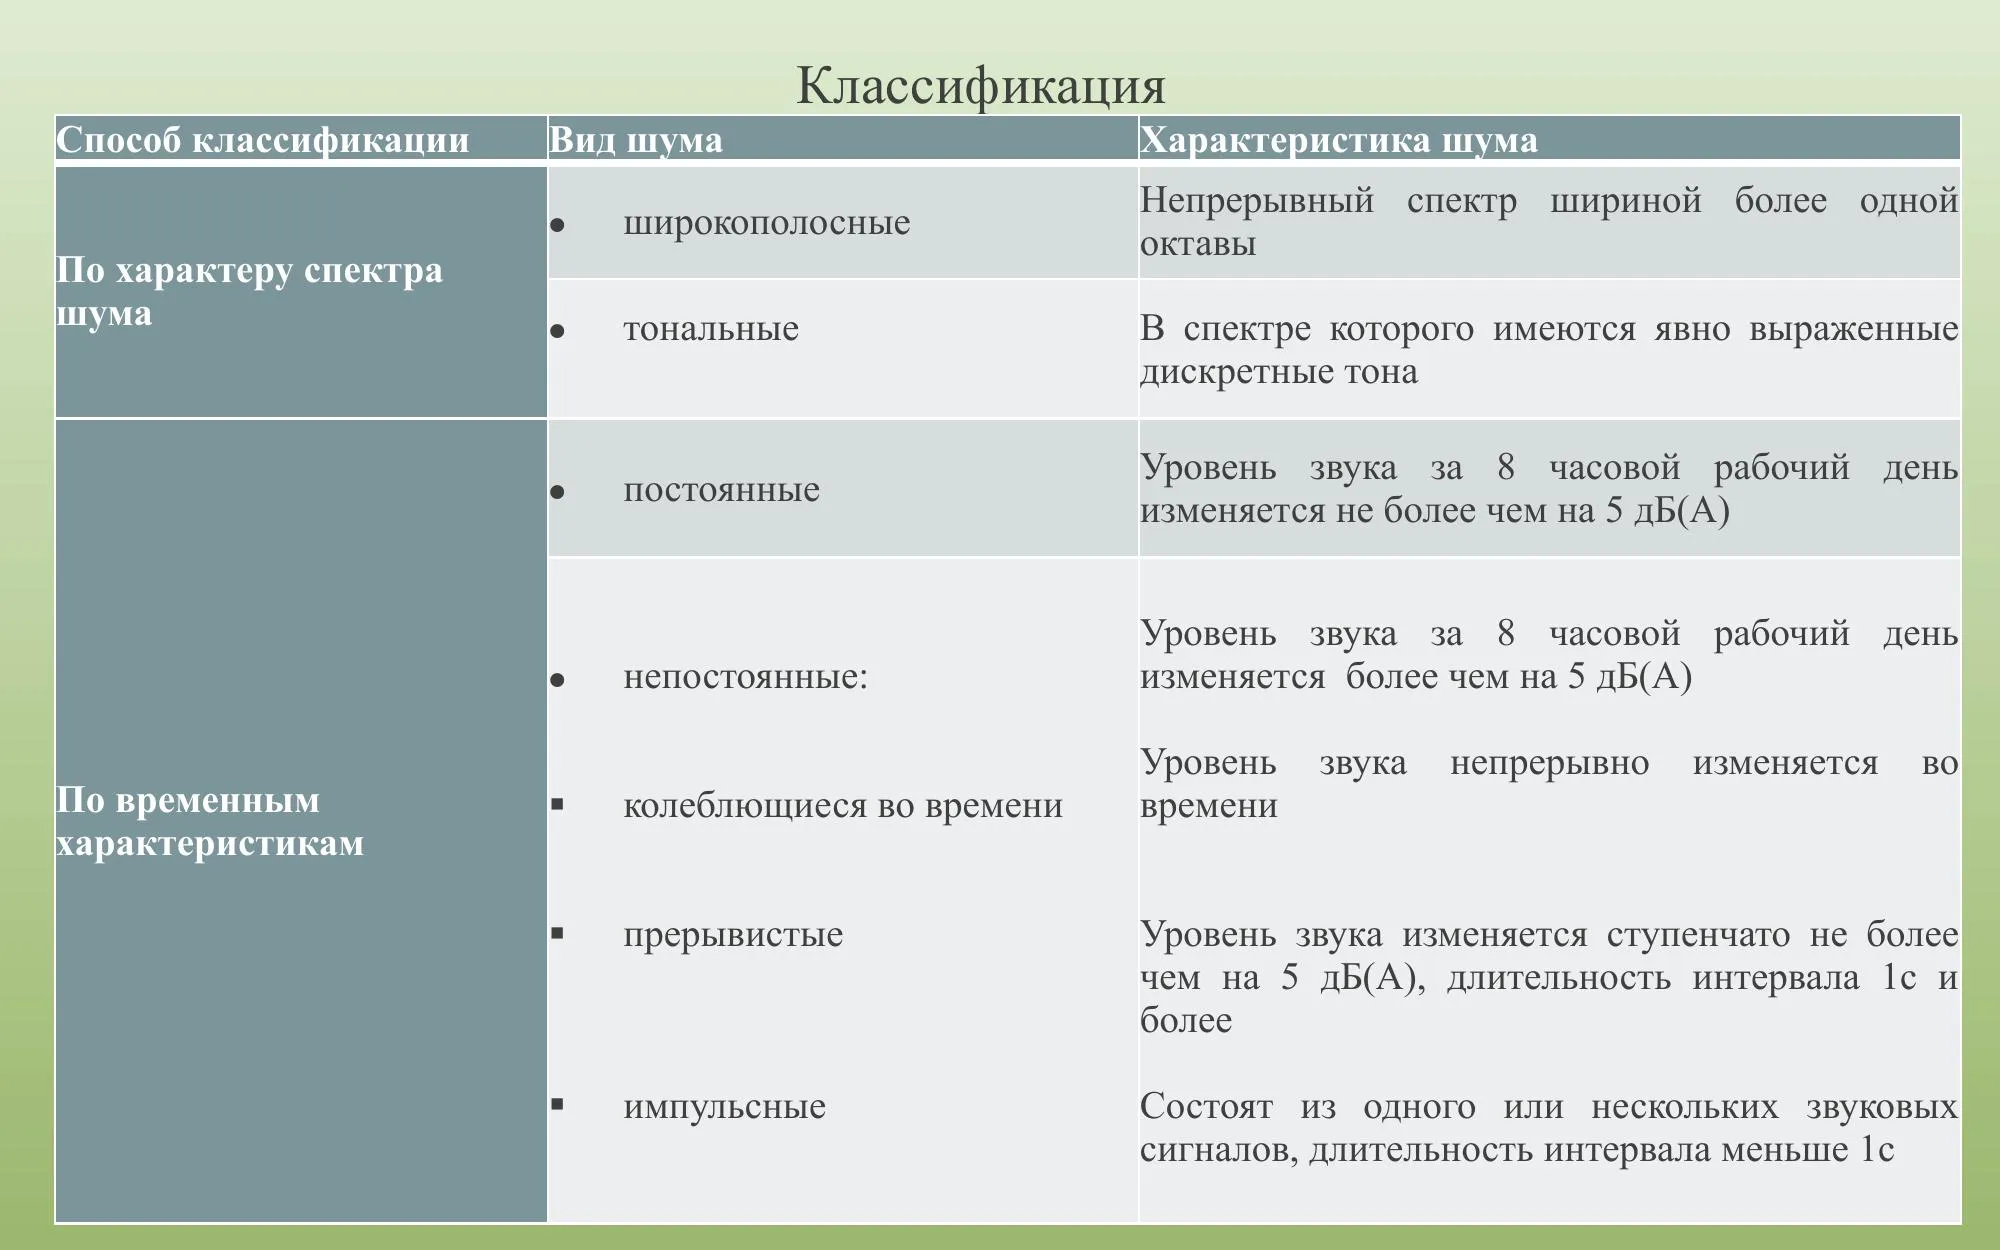 Классификация
Способ классификации
Вид шума
Характеристика шума
По характеру спектра
шума
• широкополосные
Непрерывный спектр шириной более одной
октавы
• тональные
В спектре которого имеются явно выраженные
дискретные тона
По временным
характеристикам
• постоянные
Уровень звука за 8 часовой рабочий день
изменяется не более чем на 5 дБ(А)
• непостоянные:
Уровень звука за 8 часовой рабочий день
изменяется  более чем на 5 дБ(А)
▪ колеблющиеся во времени
Уровень звука непрерывно изменяется во
времени
▪ прерывистые
Уровень звука изменяется ступенчато не более
чем на 5 дБ(А), длительность интервала 1с и
более
▪ импульсные
Состоят из одного или нескольких звуковых
сигналов, длительность интервала меньше 1с